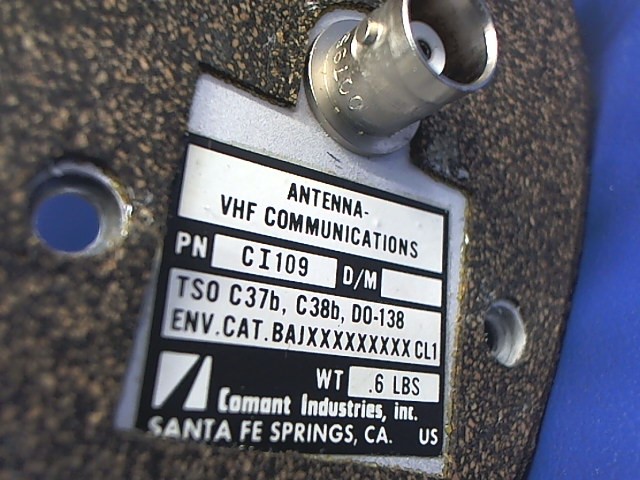 ANTENNA-
VHF COMMUNICATIONS
PN CI109 D/M
TSO C37b, C38b, DO-138
ENV.CAT.BAJXXXXXXXXX CL1
WT .6 LBS
Comant Industries, inc.
SANTA FE SPRINGS, CA. US